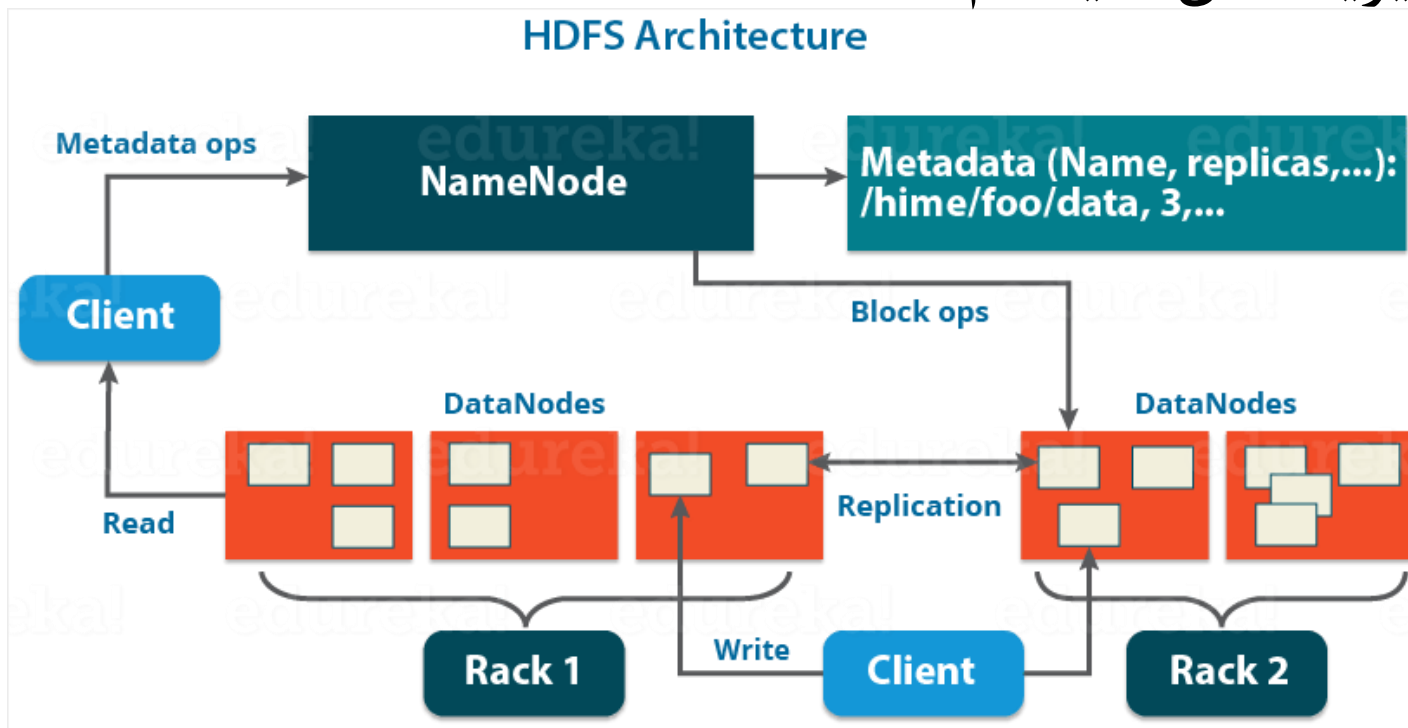 HDFS Architecture
Metadata ops
NameNode
Metadata (Name, replicas,...):
/hime/foo/data, 3,...
Client
Block ops
DataNodes
DataNodes
Read
Replication
Write
Rack 1
Client
Rack 2
edureka!